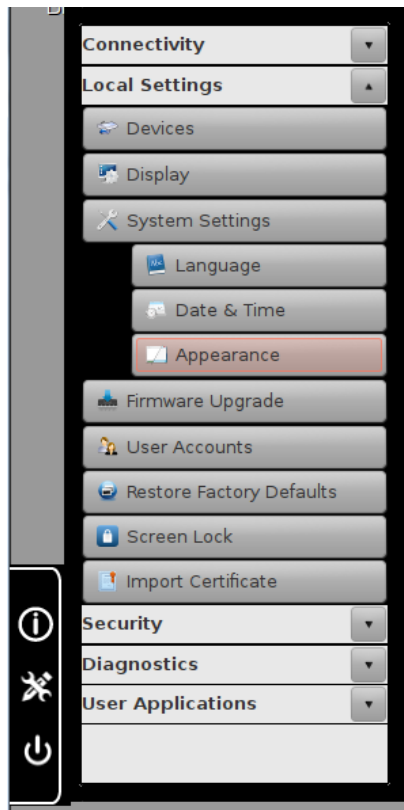 Connectivity
Local Settings
Devices
Display
System Settings
Language
Date & Time
Appearance
Firmware Upgrade
User Accounts
Restore Factory Defaults
Screen Lock
Import Certificate
Security
Diagnostics
User Applications